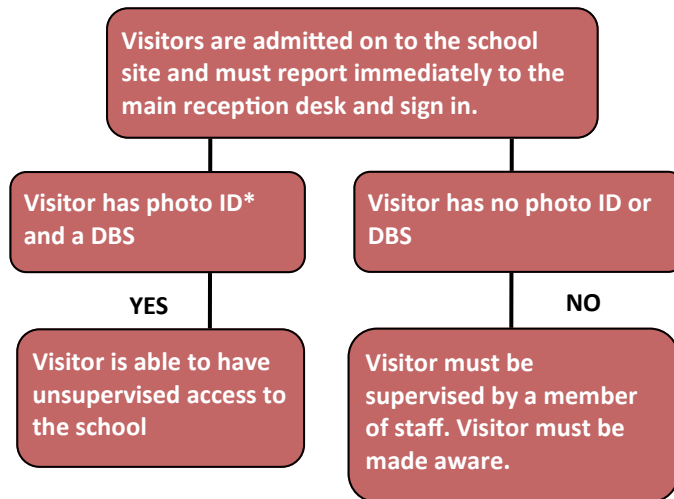 Visitors are admitted on to the school
site and must report immediately to the
main reception desk and sign in.
Visitor has photo ID*
and a DBS
Visitor has no photo ID or
DBS
YES
NO
Visitor is able to have
unsupervised access to
the school
Visitor must be
supervised by a member
of staff. Visitor must be
made aware.